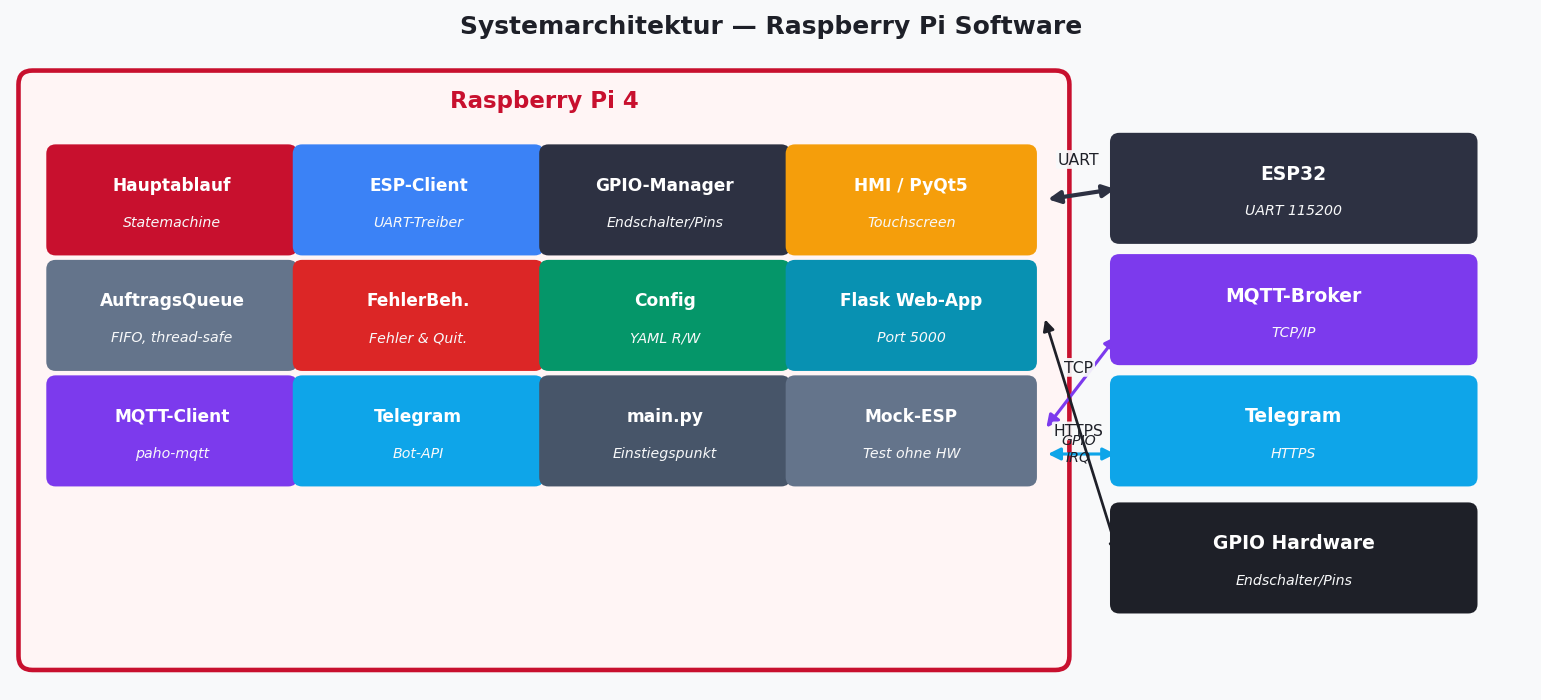 Systemarchitektur — Raspberry Pi Software
Raspberry Pi 4
Hauptablauf
Statemachine
ESP-Client
UART-Treiber
GPIO-Manager
Endschalter/Pins
HMI / PyQt5
Touchscreen
AuftragsQueue
FIFO, thread-safe
FehlerBeh.
Fehler & Quit.
Config
YAML R/W
Flask Web-App
Port 5000
MQTT-Client
paho-mqtt
Telegram
Bot-API
main.py
Einstiegspunkt
Mock-ESP
Test ohne HW
UART
TCP
HTTPS
GPIO
IRQ
ESP32
UART 115200
MQTT-Broker
TCP/IP
Telegram
HTTPS
GPIO Hardware
Endschalter/Pins